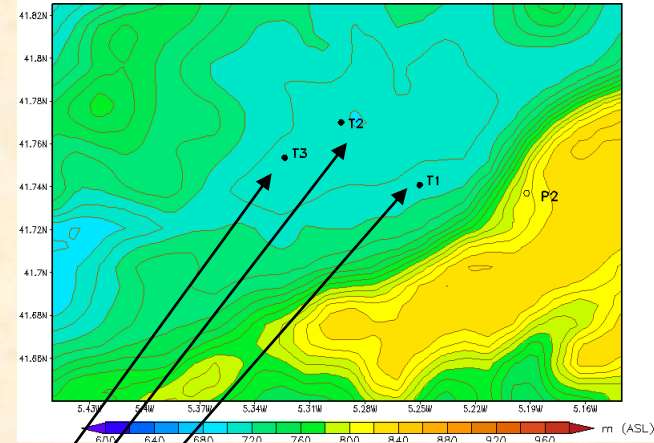 41.82N
41.8N
41.78N
41.76N
41.74N
41.72N
41.7N
41.68N
41.66N
T2
T3
T1
P2
5.43W 5.4W 5.37W 5.34W 5.31W 5.28W 5.25W 5.22W 5.19W 5.16W
600 640 680 720 760 800 840 880 920 960 m (ASL)